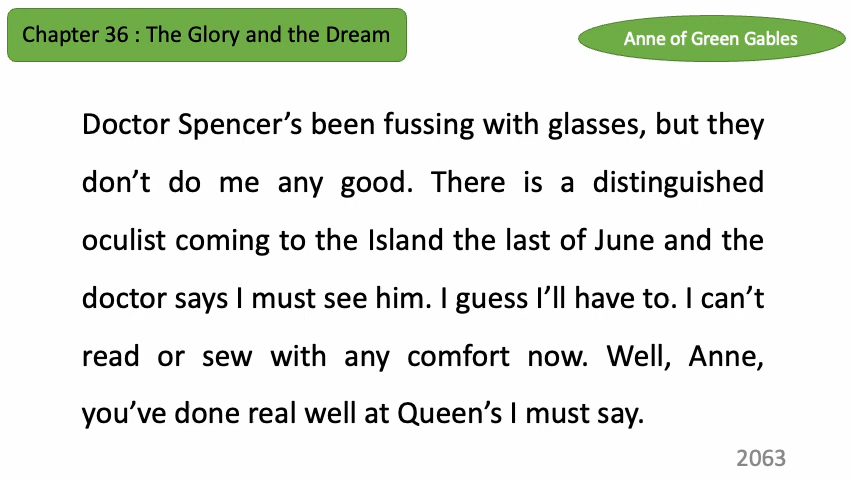 Chapter 36 : The Glory and the Dream
Anne of Green Gables
Doctor Spencer’s been fussing with glasses, but they
don’t do me any good. There is a distinguished
oculist coming to the Island the last of June and the
doctor says I must see him. I guess I’ll have to. I can’t
read or sew with any comfort now. Well, Anne,
you’ve done real well at Queen’s I must say.
2063